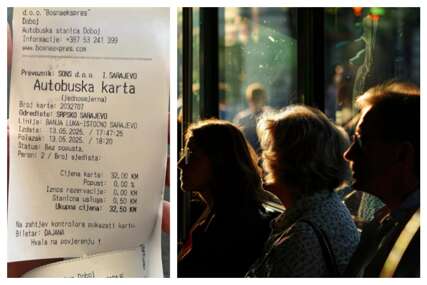 d.o.o. "Bosnaekspres"
Doboj
Autobuska stanica Doboj
Informacije: +387 53 241 399
www.bosnaexpres.com
Prevoznik: SONS d.o.o. I.SARAJEVO
Autobuska karta
(jednosmjerna)
Broj karte: 2032707
Odredište: SRPSKO SARAJEVO
Linija: BANJA LUKA-ISTOČNO SARAJEVO
Izdata: 13.05.2025. / 17:47:25
Polazak: 13.05.2025. / 18:20
Status: Bez popusta.
Peron: 2 / Broj sjedišta:
Cijena karte: 32,00 KM
Popust: 0,00 %
Iznos rezervacije: 0,00 KM
Stanična usluga: 0,50 KM
Ukupna cijena: 32,50 KM
Na zahtjev kontrolora pokazati kartu.
Biletar: DAJANA
Hvala na povjerenju !
Doboj